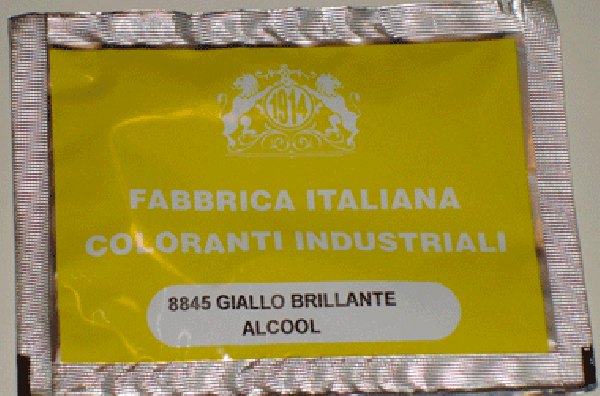 1914
FABBRICA ITALIANA
COLORANTI INDUSTRIALI
8845 GIALLO BRILLANTE
ALCOOL